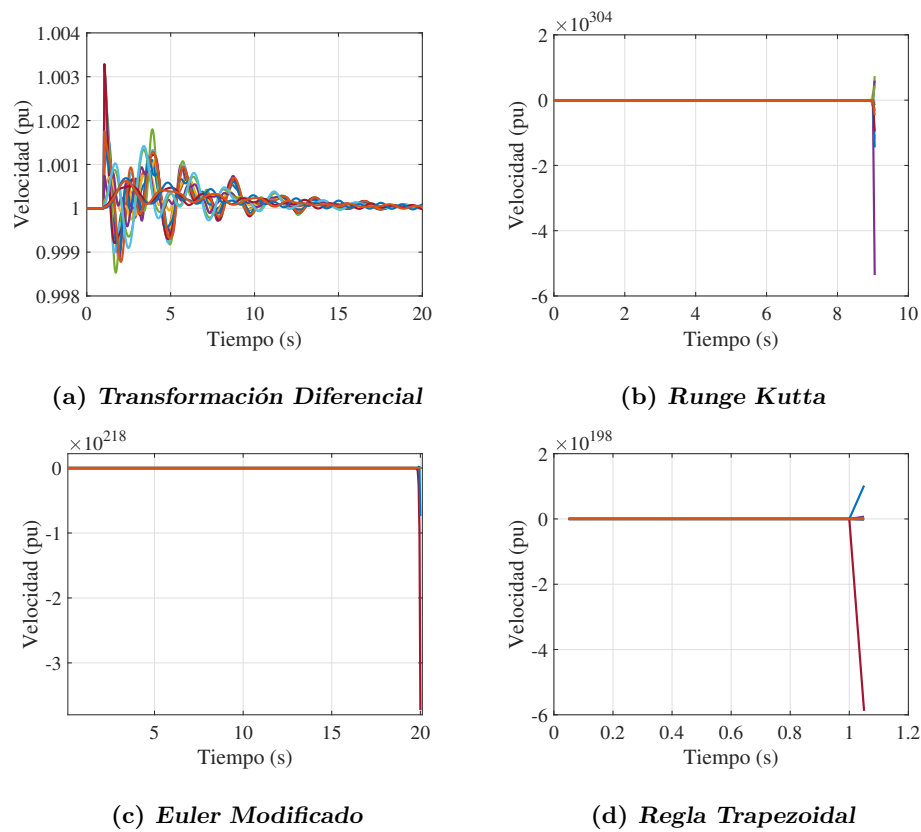 1.004
1.003
1.002
1.001
1
0.999
0.998
Velocidad (pu)
0 5 10 15 20
Tiempo (s)
(a) Transformación Diferencial
×10^304
2
0
-2
-4
-6
Velocidad (pu)
0 2 4 6 8 10
Tiempo (s)
(b) Runge Kutta
×10^218
0
-1
-2
-3
Velocidad (pu)
5 10 15 20
Tiempo (s)
(c) Euler Modificado
×10^198
2
0
-2
-4
-6
Velocidad (pu)
0 0.2 0.4 0.6 0.8 1 1.2
Tiempo (s)
(d) Regla Trapezoidal